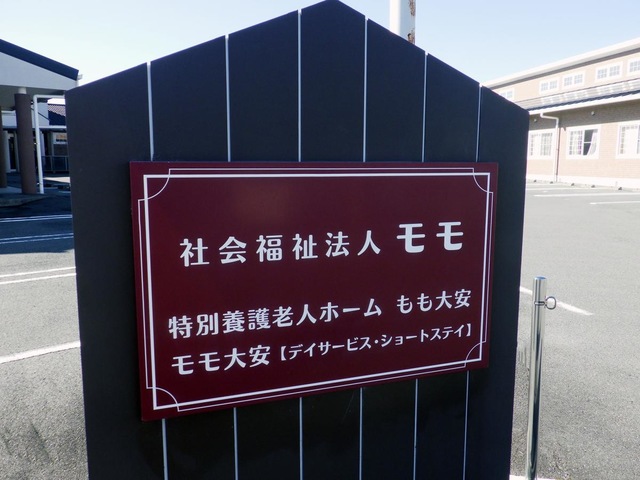 社会福祉法人 モモ
特別養護老人ホーム もも大安
モモ大安【デイサービス・ショートステイ】